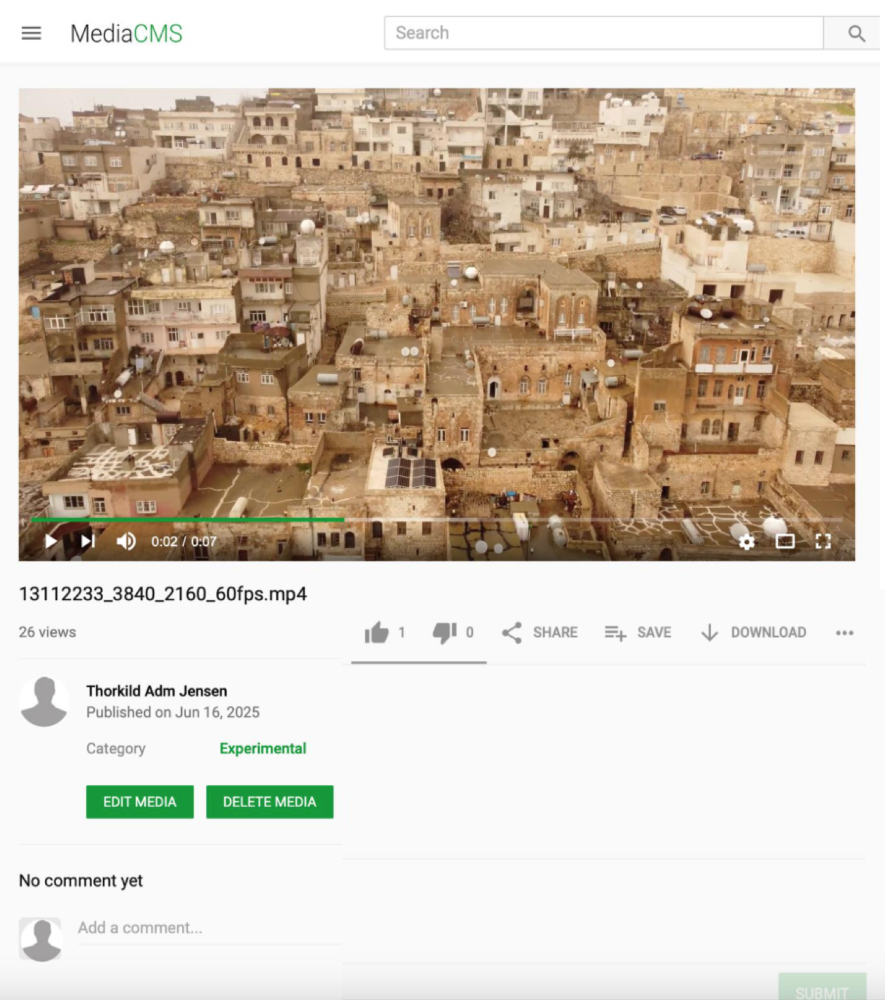 MediaCMS
Search
0:02 / 0:07
13112233_3840_2160_60fps.mp4
26 views
1
0
SHARE
SAVE
DOWNLOAD
Thorkild Adm Jensen
Published on Jun 16, 2025
Category
Experimental
EDIT MEDIA
DELETE MEDIA
No comment yet
Add a comment...
SUBMIT